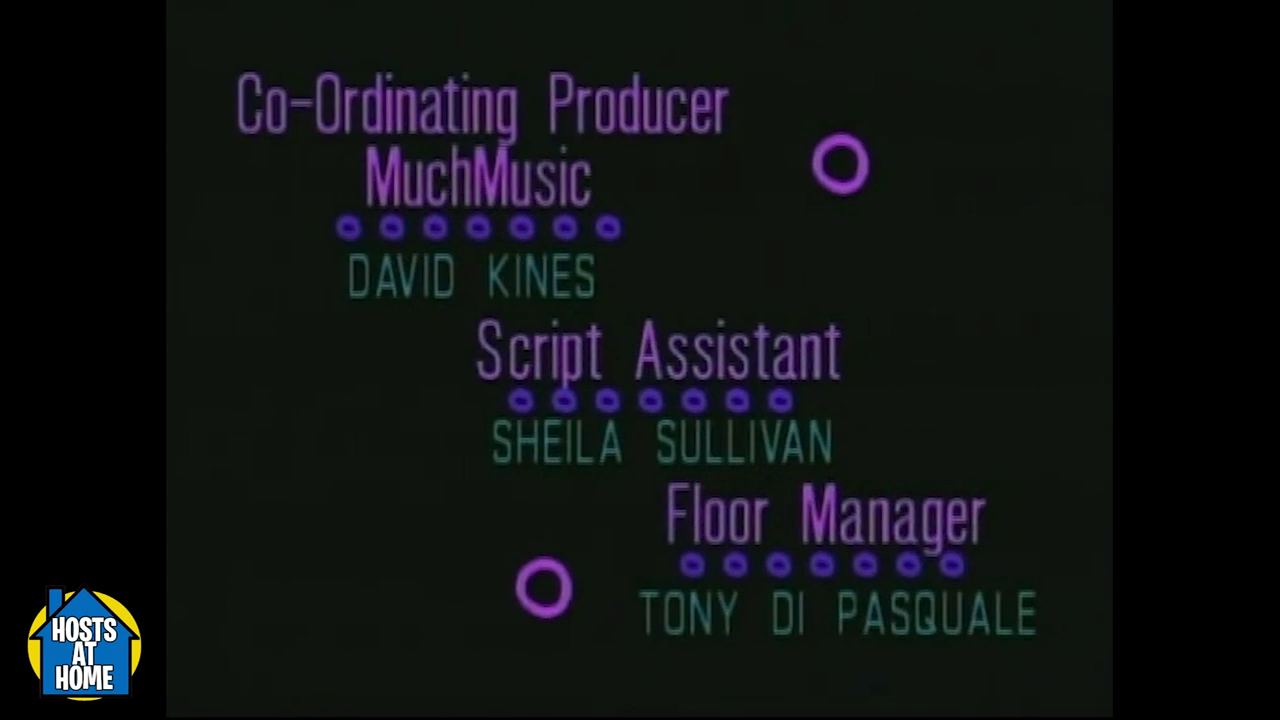 Co-Ordinating Producer
MuchMusic
DAVID KINES
Script Assistant
SHEILA SULLIVAN
Floor Manager
TONY DI PASQUALE
HOSTS
AT
HOME